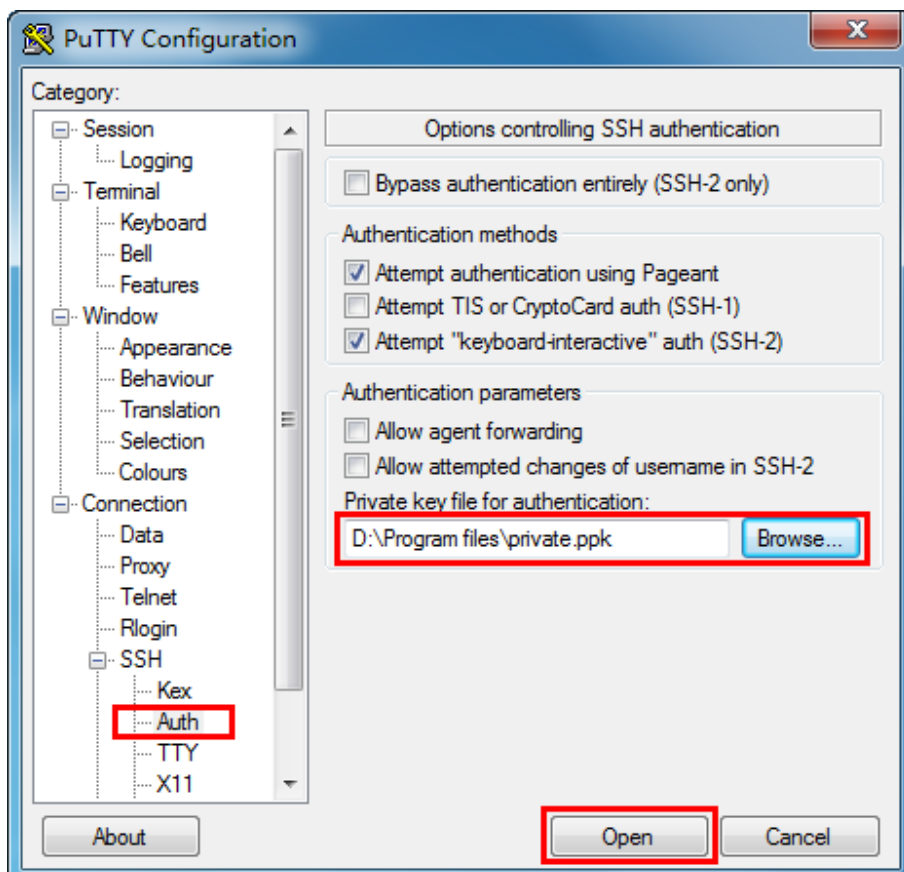 PuTTY Configuration
Category:
Session
Logging
Terminal
Keyboard
Bell
Features
Window
Appearance
Behaviour
Translation
Selection
Colours
Connection
Data
Proxy
Telnet
Rlogin
SSH
Kex
Auth
TTY
X11
Options controlling SSH authentication
Bypass authentication entirely (SSH-2 only)
Authentication methods
Attempt authentication using Pageant
Attempt TIS or CryptoCard auth (SSH-1)
Attempt "keyboard-interactive" auth (SSH-2)
Authentication parameters
Allow agent forwarding
Allow attempted changes of username in SSH-2
Private key file for authentication:
D:\Program files\private.ppk Browse...
About Open Cancel